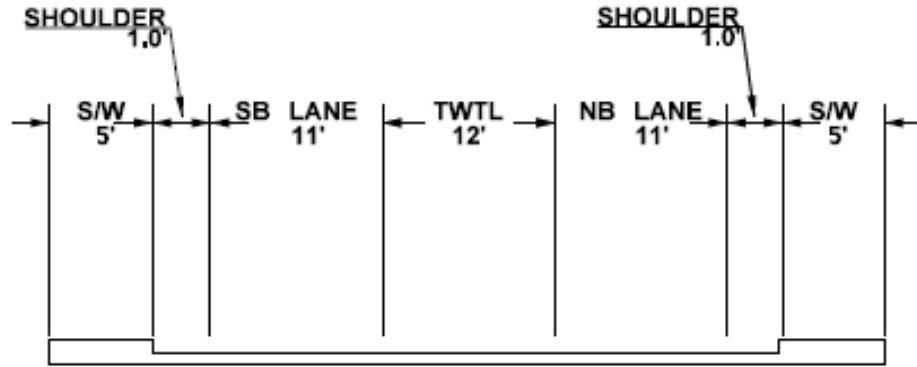 SHOULDER
1.0'
SHOULDER
1.0'
S/W
5'
SB LANE
11'
TWTL
12'
NB LANE
11'
S/W
5'